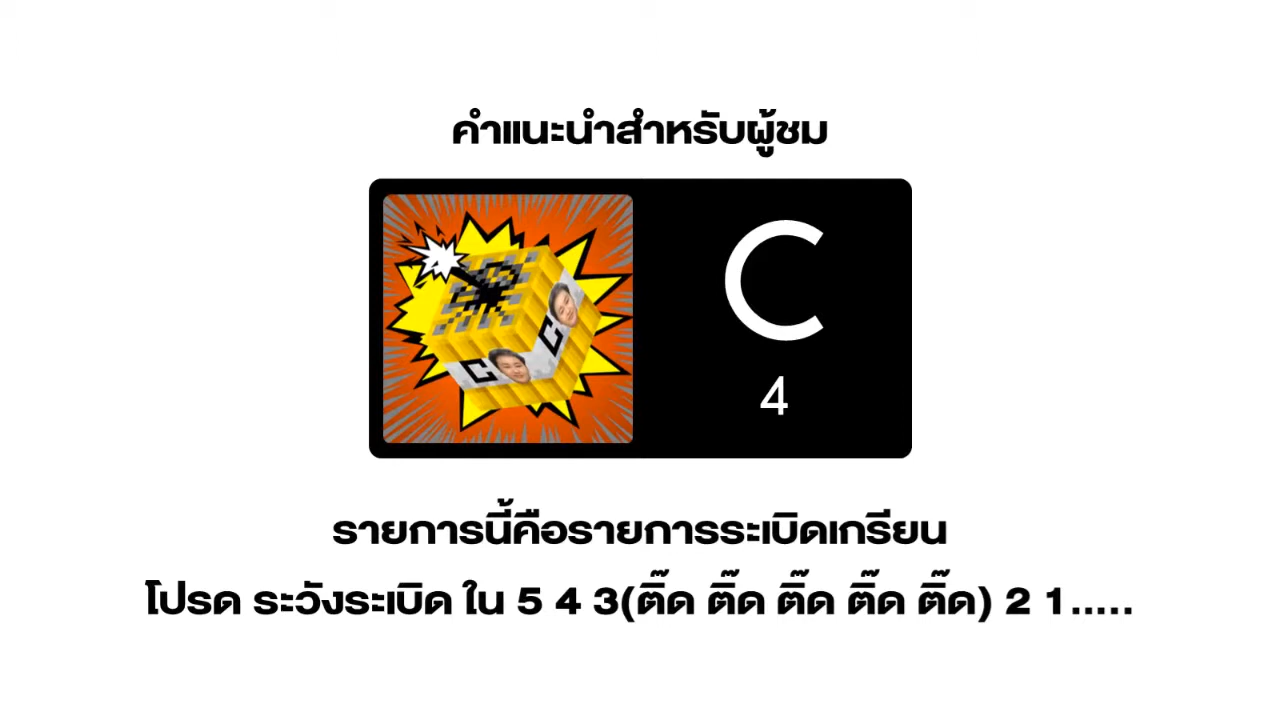 คำแนะนำสำหรับผู้ชม
C
4
C C
รายการนี้คือรายการระเบิดเกรียน
โปรด ระวังระเบิด ใน 5 4 3(ติ๊ด ติ๊ด ติ๊ด ติ๊ด ติ๊ด) 2 1.....